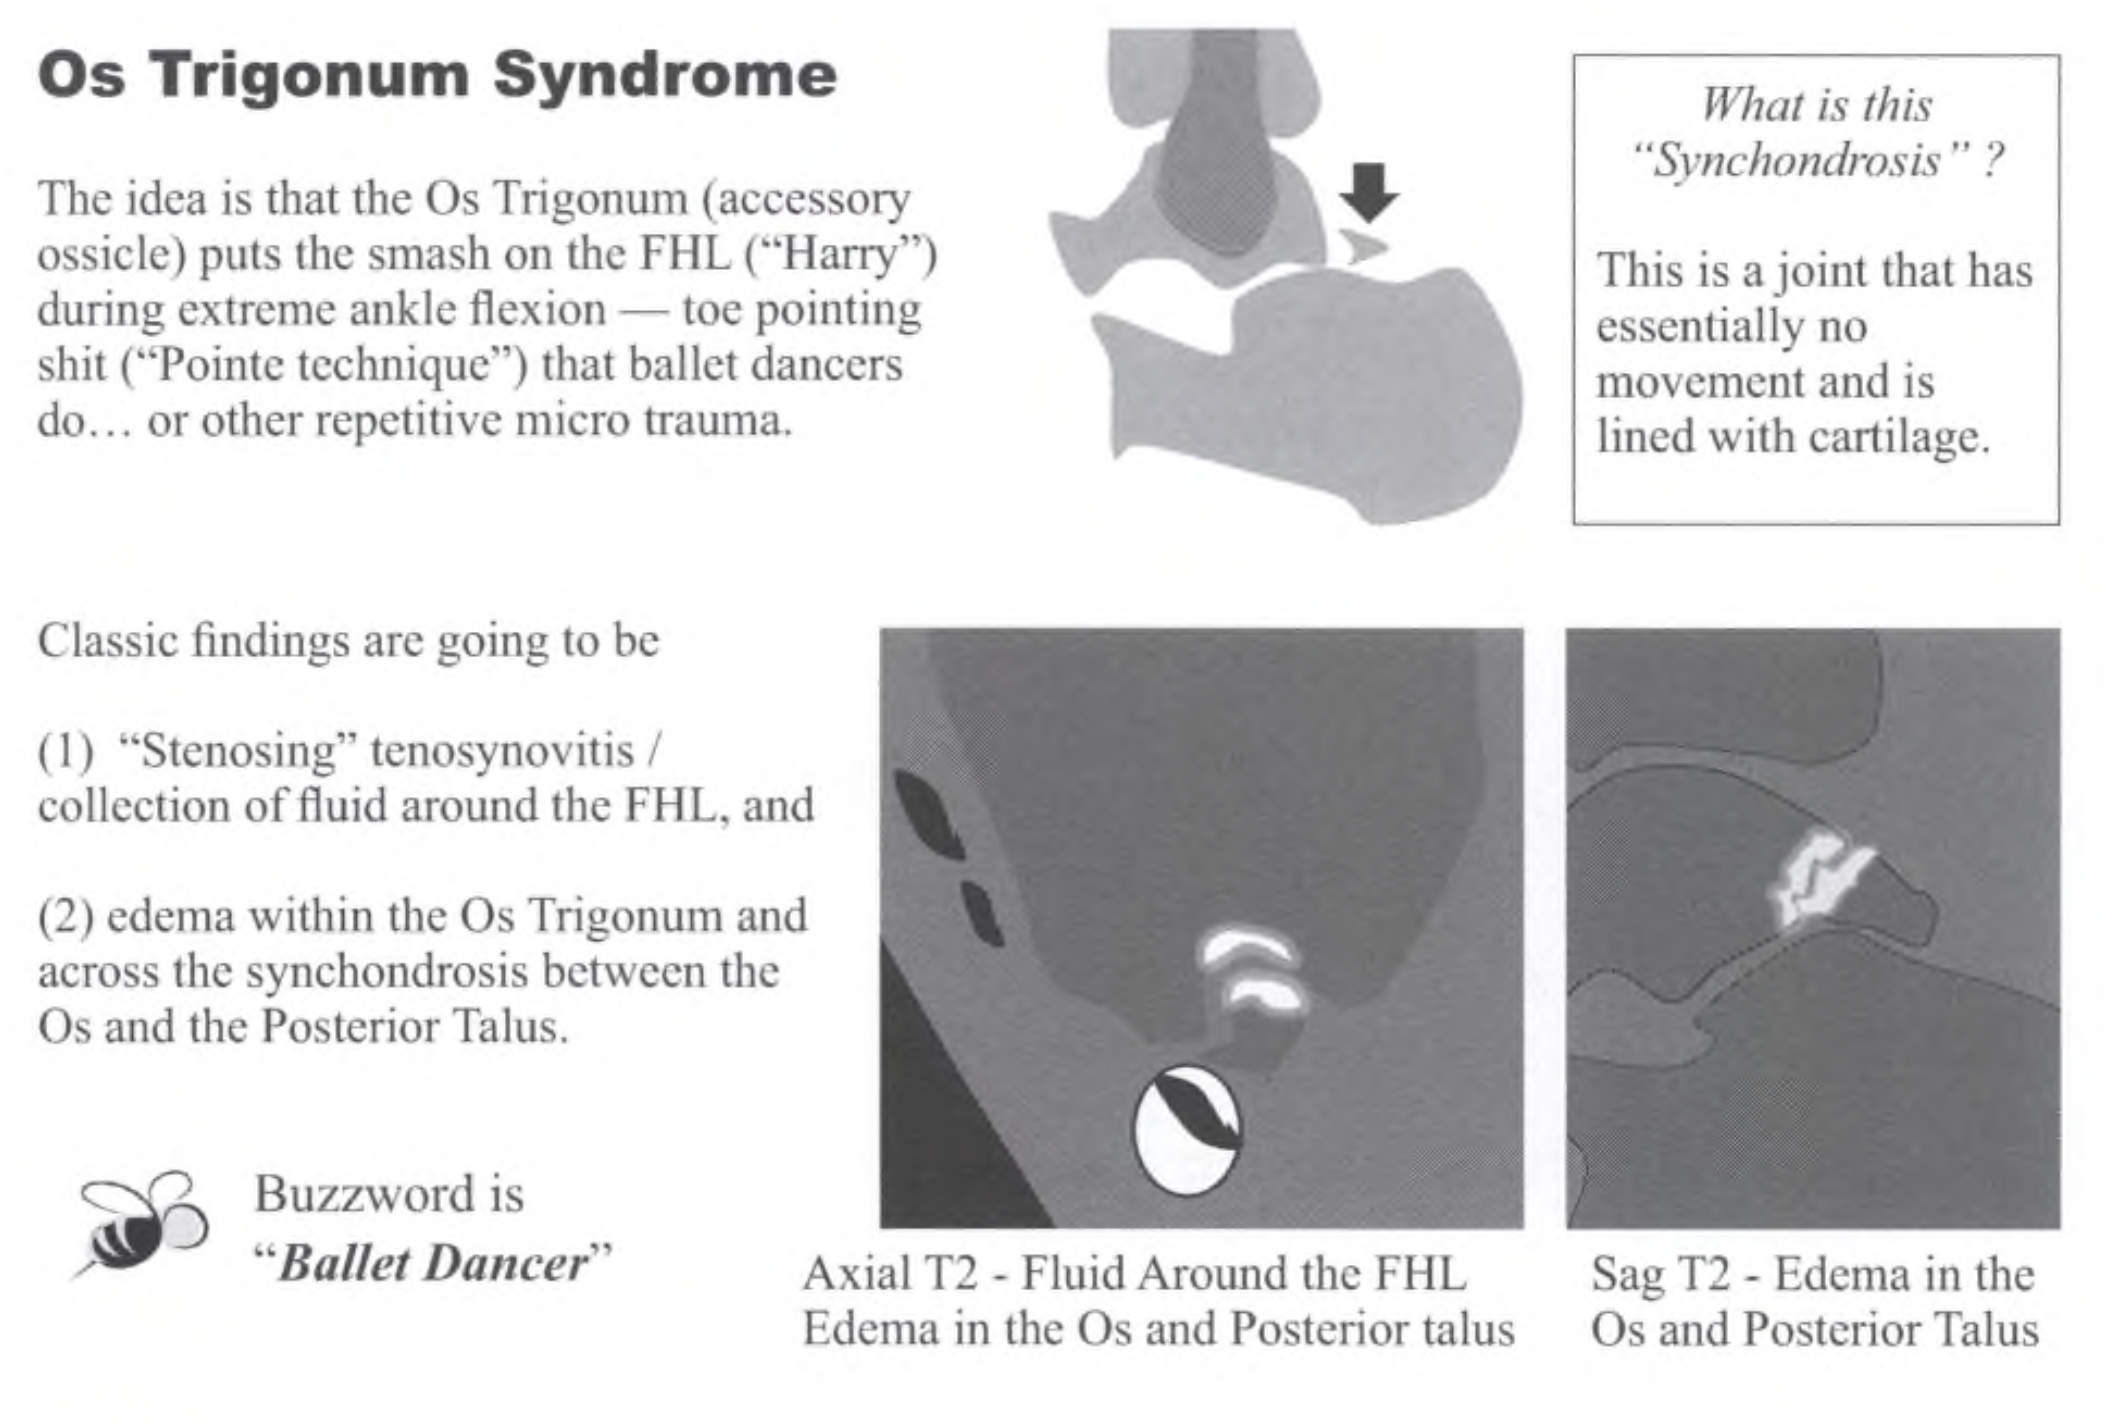 Os Trigonum Syndrome
The idea is that the Os Trigonum (accessory
ossicle) puts the smash on the FHL (“Harry”)
during extreme ankle flexion — toe pointing
shit (“Pointe technique”) that ballet dancers
do… or other repetitive micro trauma.
What is this
“Synchondrosis” ?
This is a joint that has
essentially no
movement and is
lined with cartilage.
Classic findings are going to be
(1) “Stenosing” tenosynovitis /
collection of fluid around the FHL, and
(2) edema within the Os Trigonum and
across the synchondrosis between the
Os and the Posterior Talus.
Buzzword is
“Ballet Dancer”
Axial T2 - Fluid Around the FHL
Edema in the Os and Posterior talus
Sag T2 - Edema in the
Os and Posterior Talus